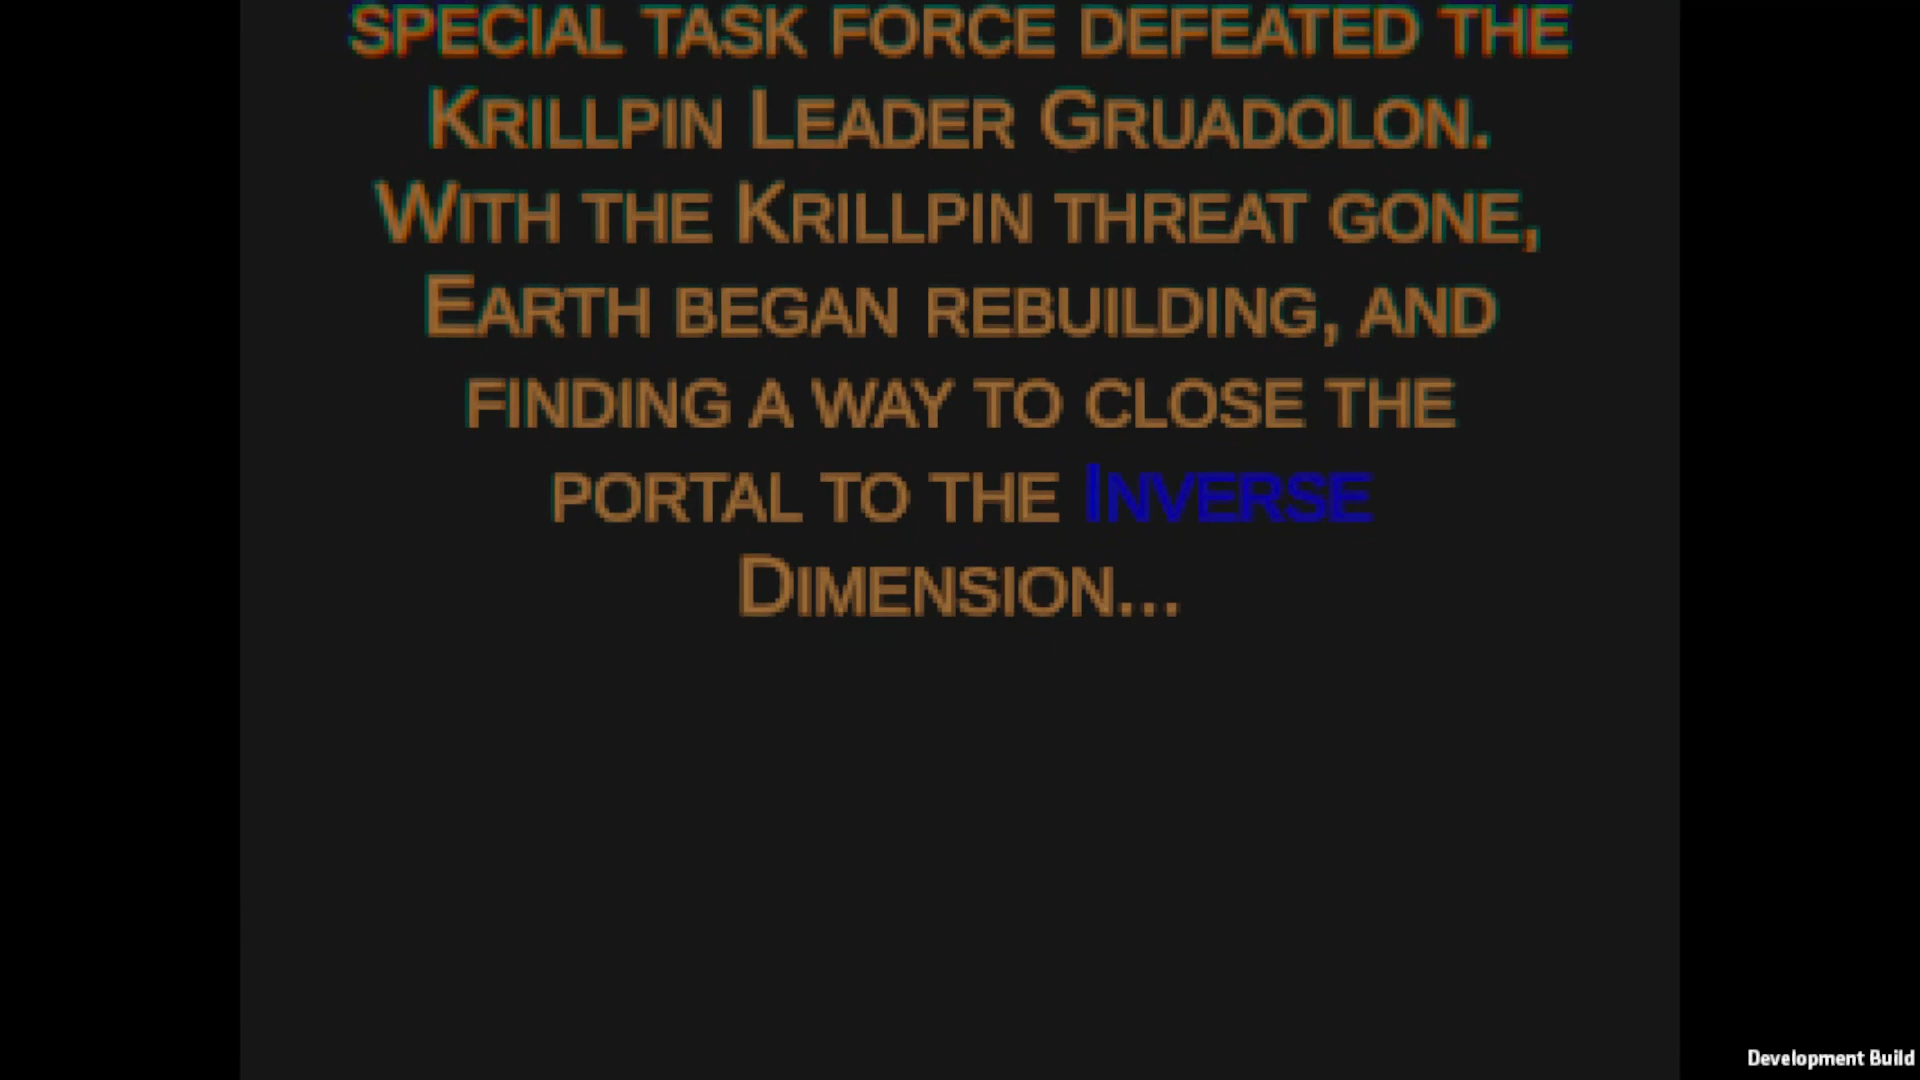 SPECIAL TASK FORCE DEFEATED THE
KRILLPIN LEADER GRUADOLON.
WITH THE KRILLPIN THREAT GONE,
EARTH BEGAN REBUILDING, AND
FINDING A WAY TO CLOSE THE
PORTAL TO THE INVERSE
DIMENSION...
Development Build